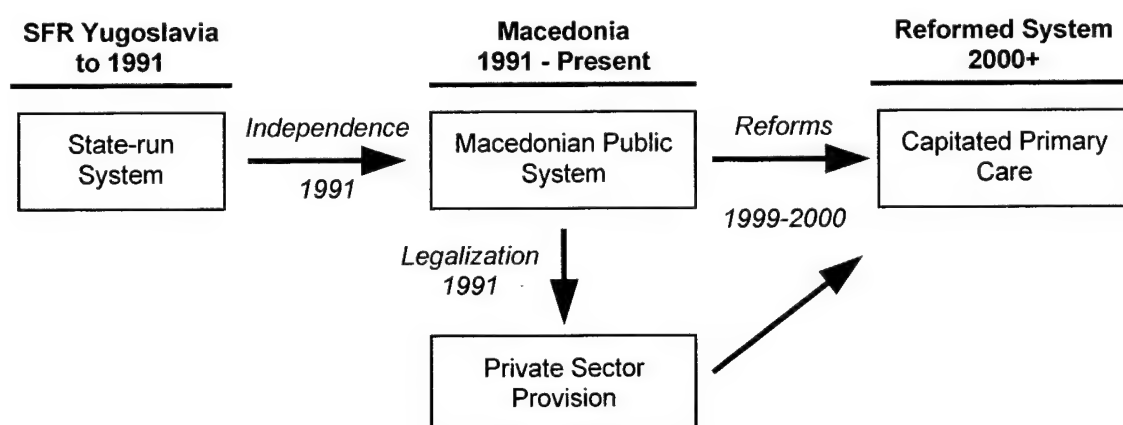 SFR Yugoslavia
to 1991
Macedonia
1991 - Present
Reformed System
2000+
State-run
System
Independence
1991
Macedonian Public
System
Reforms
1999-2000
Capitated Primary
Care
Legalization
1991
Private Sector
Provision